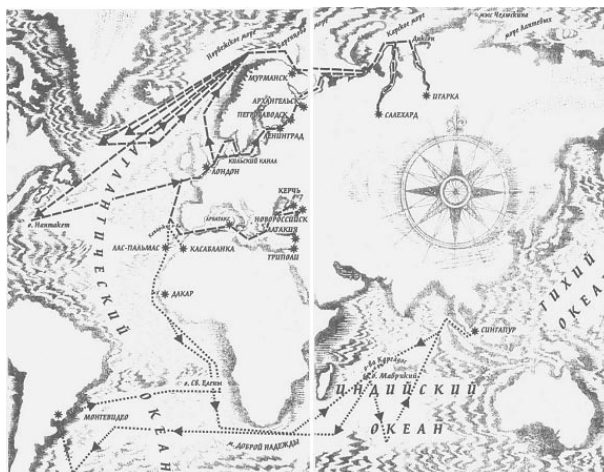 Норвежское море
Карское море
Диксон
мыс Челюскина
море Лаптевых
МУРМАНСК
АРХАНГЕЛЬСК
ПЕТРОЗАВОДСК
ЛЕНИНГРАД
КИЛЬСКИЙ КАНАЛ
ЛОНДОН
ИГАРКА
САЛЕХАРД
о. Нантакет
АТЛАНТИЧЕСКИЙ
ОКЕАН
КЕРЧЬ
НОВОРОССИЙСК
ЛАТАКИЯ
ТРИПОЛИ
ЛАС-ПАЛЬМАС
КАСАБЛАНКА
ДАКАР
о. Св. Елены
МОНТЕВИДЕО
м. ДОБРОЙ НАДЕЖДЫ
ТИХИЙ
ОКЕАН
СИНГАПУР
о. Маврикий
ИНДИЙСКИЙ
ОКЕАН